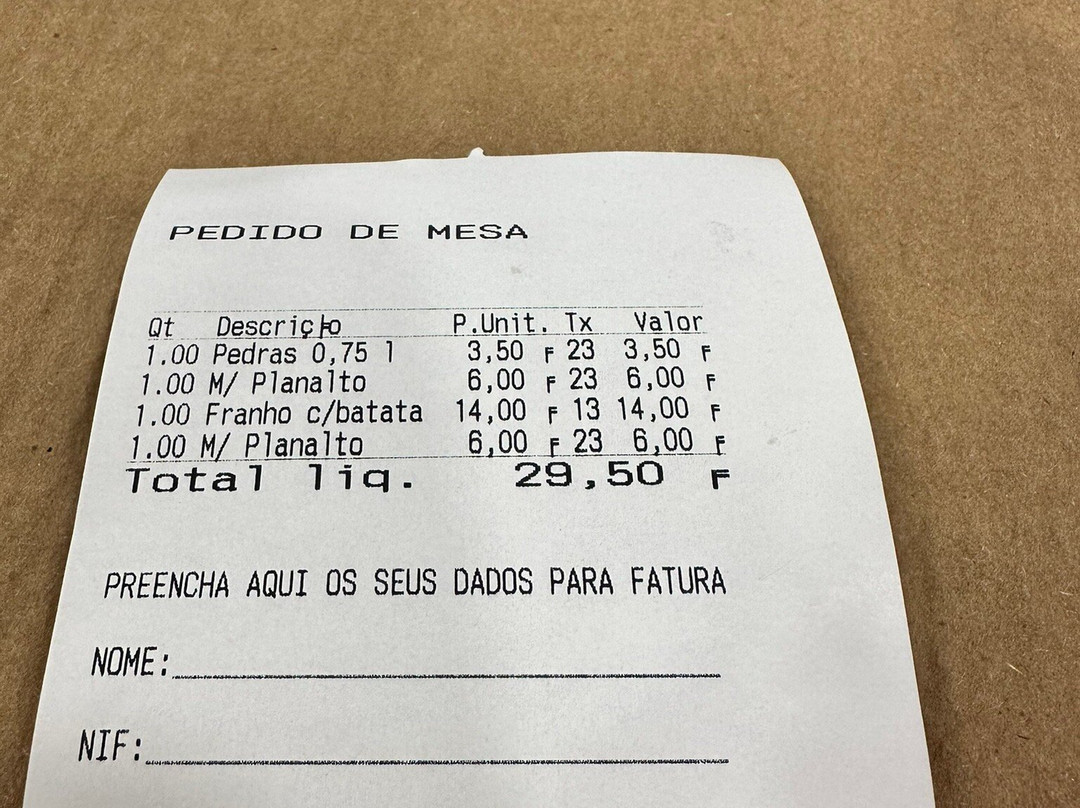 PEDIDO DE MESA
Qt Descriç├o P.Unit. Tx Valor
1.00 Pedras 0,75 l 3,50 F 23 3,50 F
1.00 M/ Planalto 6,00 F 23 6,00 F
1.00 Franho c/batata 14,00 F 13 14,00 F
1.00 M/ Planalto 6,00 F 23 6,00 F
Total liq. 29,50 F
PREENCHA AQUI OS SEUS DADOS PARA FATURA
NOME:
NIF: